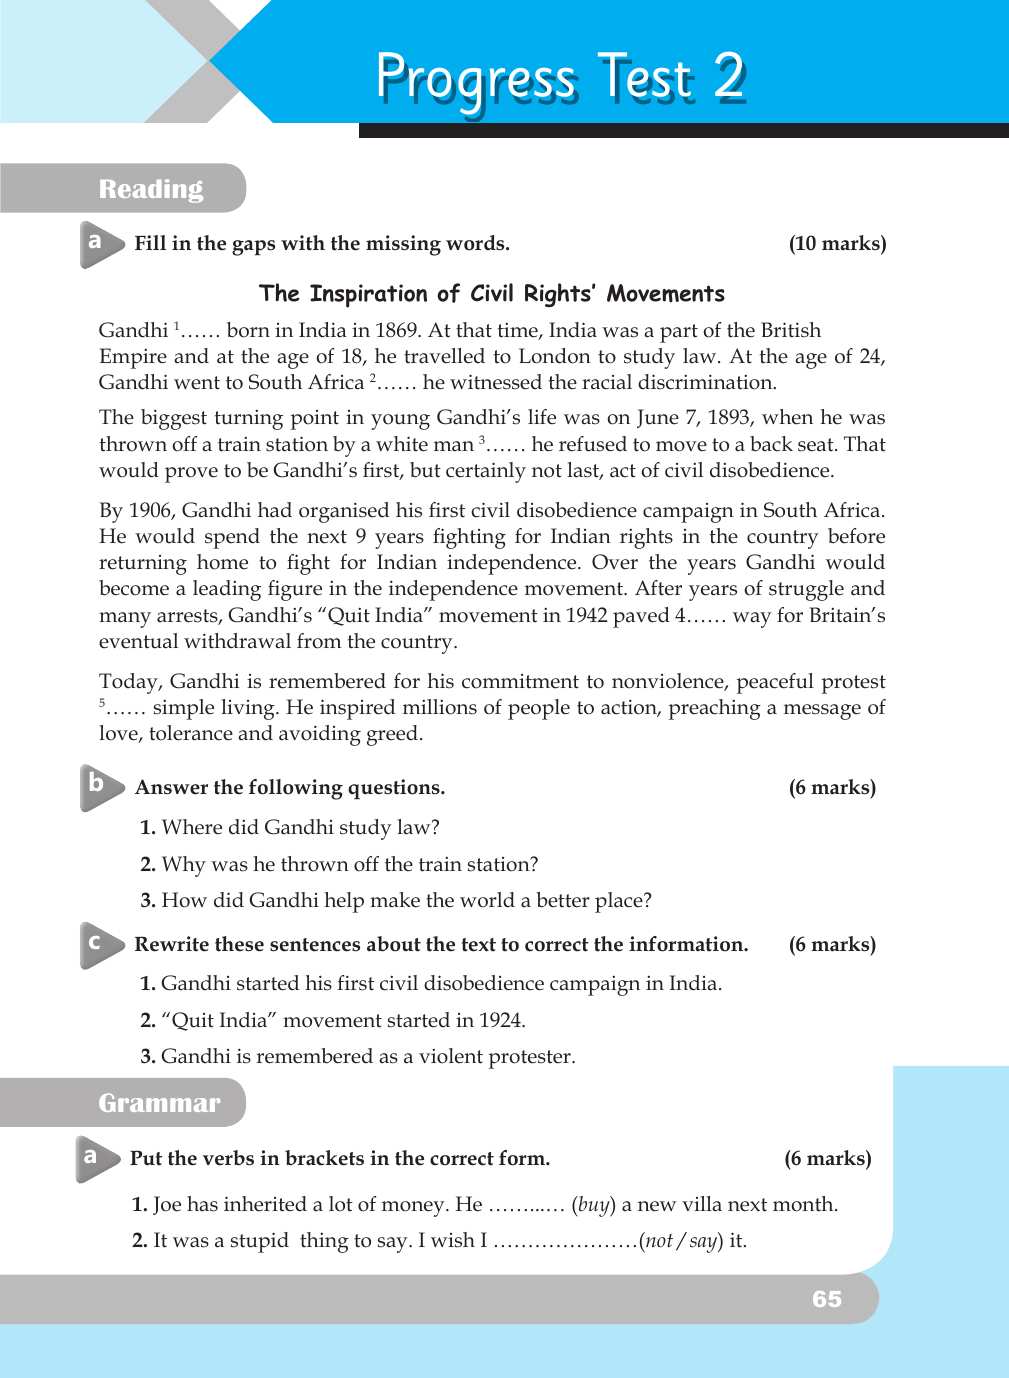 Progress Test 2
Reading
a Fill in the gaps with the missing words. (10 marks)
The Inspiration of Civil Rights' Movements
Gandhi 1…… born in India in 1869. At that time, India was a part of the British
Empire and at the age of 18, he travelled to London to study law. At the age of 24,
Gandhi went to South Africa 2…… he witnessed the racial discrimination.
The biggest turning point in young Gandhi's life was on June 7, 1893, when he was
thrown off a train station by a white man 3…… he refused to move to a back seat. That
would prove to be Gandhi's first, but certainly not last, act of civil disobedience.
By 1906, Gandhi had organised his first civil disobedience campaign in South Africa.
He would spend the next 9 years fighting for Indian rights in the country before
returning home to fight for Indian independence. Over the years Gandhi would
become a leading figure in the independence movement. After years of struggle and
many arrests, Gandhi's “Quit India” movement in 1942 paved 4…… way for Britain's
eventual withdrawal from the country.
Today, Gandhi is remembered for his commitment to nonviolence, peaceful protest
5…… simple living. He inspired millions of people to action, preaching a message of
love, tolerance and avoiding greed.
b Answer the following questions. (6 marks)
1. Where did Gandhi study law?
2. Why was he thrown off the train station?
3. How did Gandhi help make the world a better place?
c Rewrite these sentences about the text to correct the information. (6 marks)
1. Gandhi started his first civil disobedience campaign in India.
2. “Quit India” movement started in 1924.
3. Gandhi is remembered as a violent protester.
Grammar
a Put the verbs in brackets in the correct form. (6 marks)
1. Joe has inherited a lot of money. He ……...… (buy) a new villa next month.
2. It was a stupid thing to say. I wish I …………………(not / say) it.
65